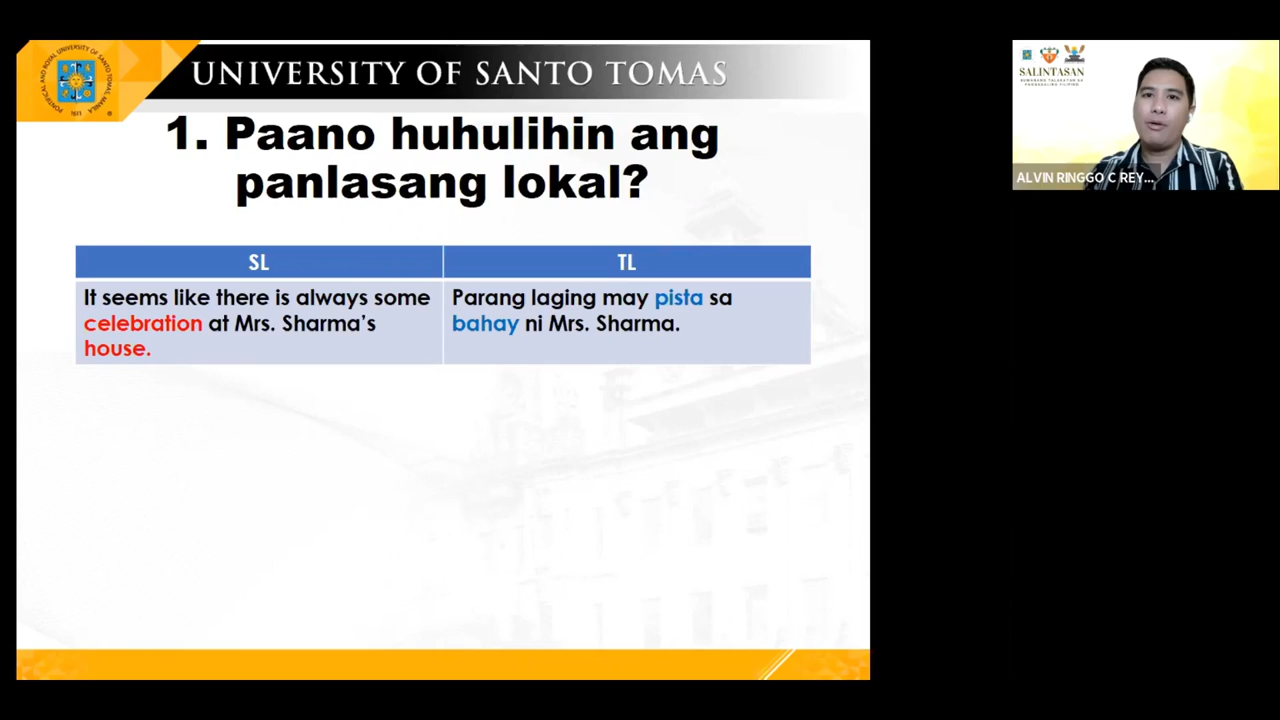 UNIVERSITY OF SANTO TOMAS
1. Paano huhulihin ang
panlasang lokal?
SL
TL
It seems like there is always some
celebration at Mrs. Sharma's
house.
Parang laging may pista sa
bahay ni Mrs. Sharma.
SALINTASAN
ALVIN RINGGO C REY...